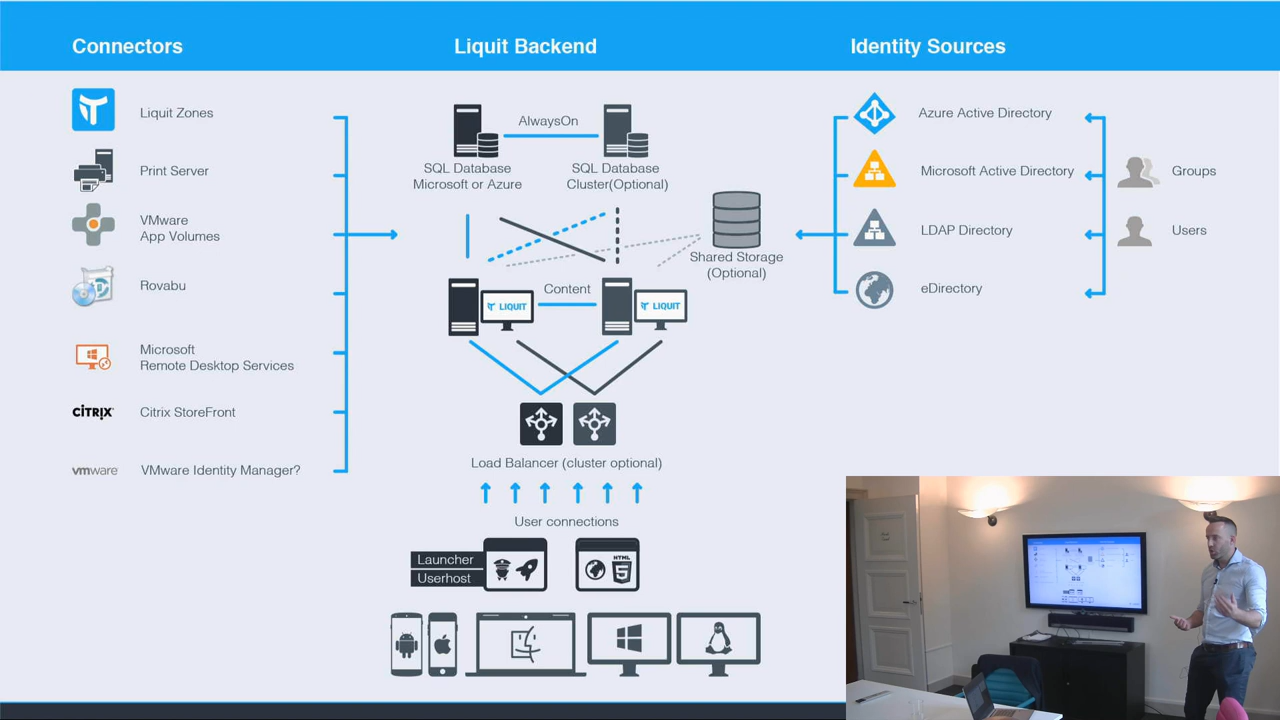 Connectors
Liquit Backend
Identity Sources
Liquit Zones
Print Server
VMware
App Volumes
Rovabu
Microsoft
Remote Desktop Services
CITRIX
Citrix StoreFront
vmware
VMware Identity Manager?
AlwaysOn
SQL Database
Microsoft or Azure
SQL Database
Cluster(Optional)
Shared Storage
(Optional)
Content
LIQUIT
LIQUIT
Load Balancer (cluster optional)
User connections
Launcher
Userhost
HTML
5
Azure Active Directory
Microsoft Active Directory
LDAP Directory
eDirectory
Groups
Users